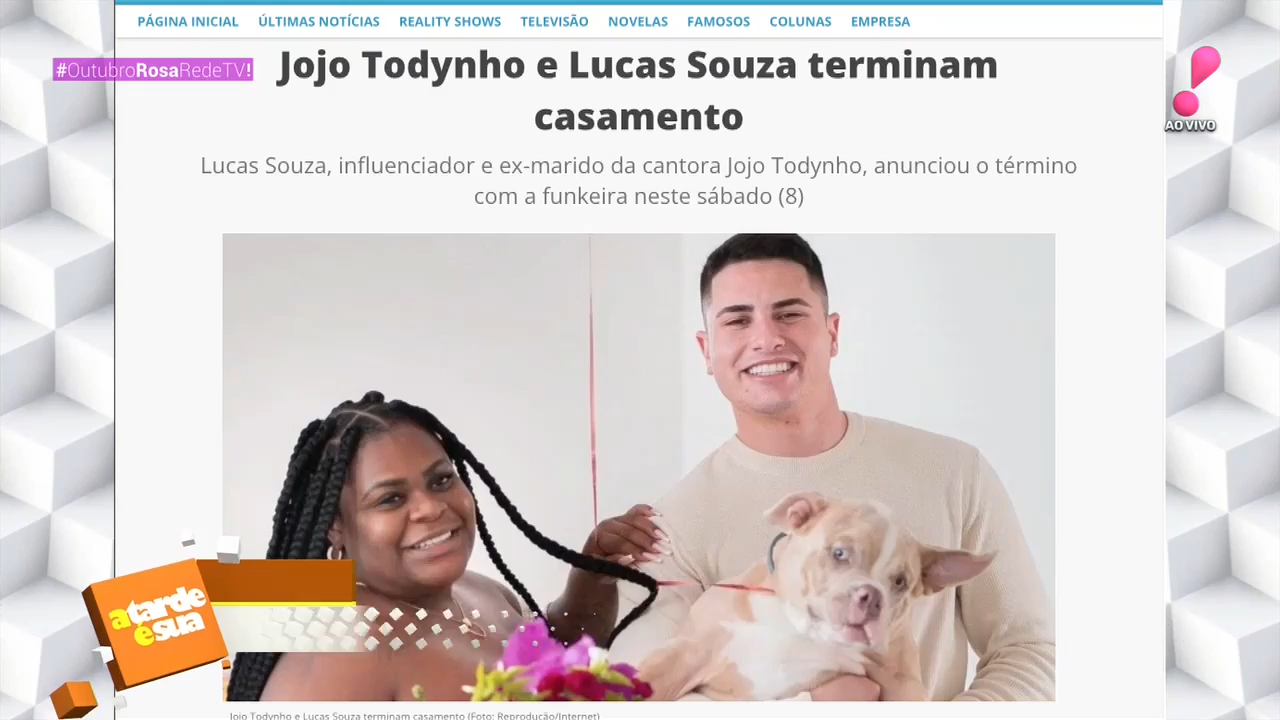 PÁGINA INICIAL ÚLTIMAS NOTÍCIAS REALITY SHOWS TELEVISÃO NOVELAS FAMOSOS COLUNAS EMPRESA
#OutubroRosaRedeTV!
Jojo Todynho e Lucas Souza terminam
casamento
AO VIVO
Lucas Souza, influenciador e ex-marido da cantora Jojo Todynho, anunciou o término
com a funkeira neste sábado (8)
a tarde
é sua
Jojo Todynho e Lucas Souza terminam casamento (Foto: Reprodução/Internet)